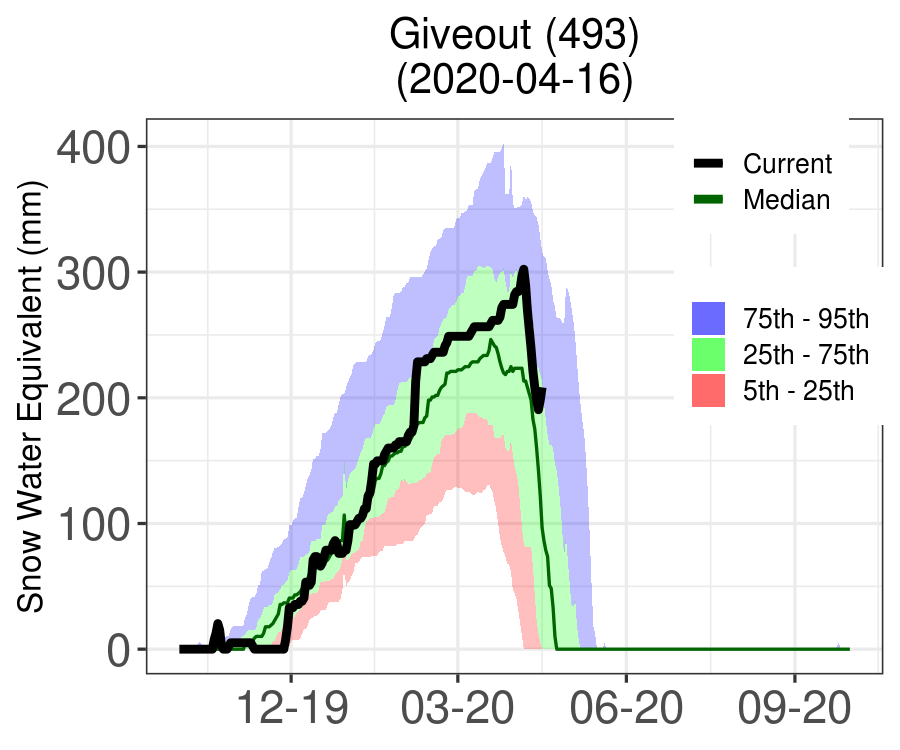 Giveout (493)
(2020-04-16)
Snow Water Equivalent (mm)
400
300
200
100
0
12-19
03-20
06-20
09-20
Current
Median
75th - 95th
25th - 75th
5th - 25th